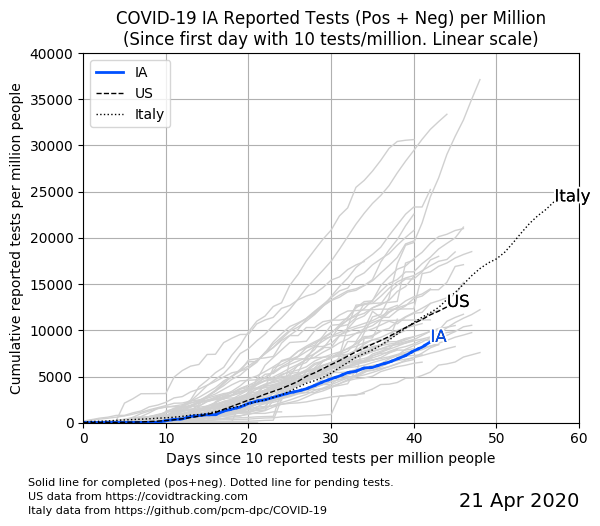 COVID-19 IA Reported Tests (Pos + Neg) per Million
(Since first day with 10 tests/million. Linear scale)
Cumulative reported tests per million people
40000
35000
30000
25000
20000
15000
10000
5000
0
IA
US
Italy
Italy
US
IA
0 10 20 30 40 50 60
Days since 10 rported tests per million people
Solid line for completed (pos+neg). Dotted line for pending tests.
US data from https://covidtracking.com
Italy data from https://github.com/pcm-dpc/COVID-19
21 Apr 2020